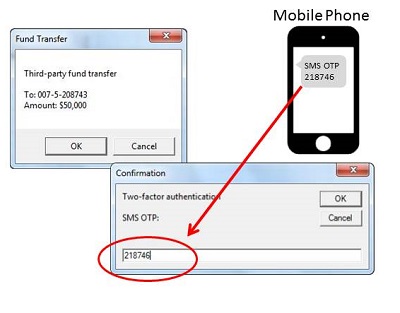 Mobile Phone
Fund Transfer
Third-party fund transfer
To: 007-5-208743
Amount: $50,000
OK
Cancel
SMS OTP
218746
Confirmation
Two-factor authentication
OK
SMS OTP:
Cancel
218746